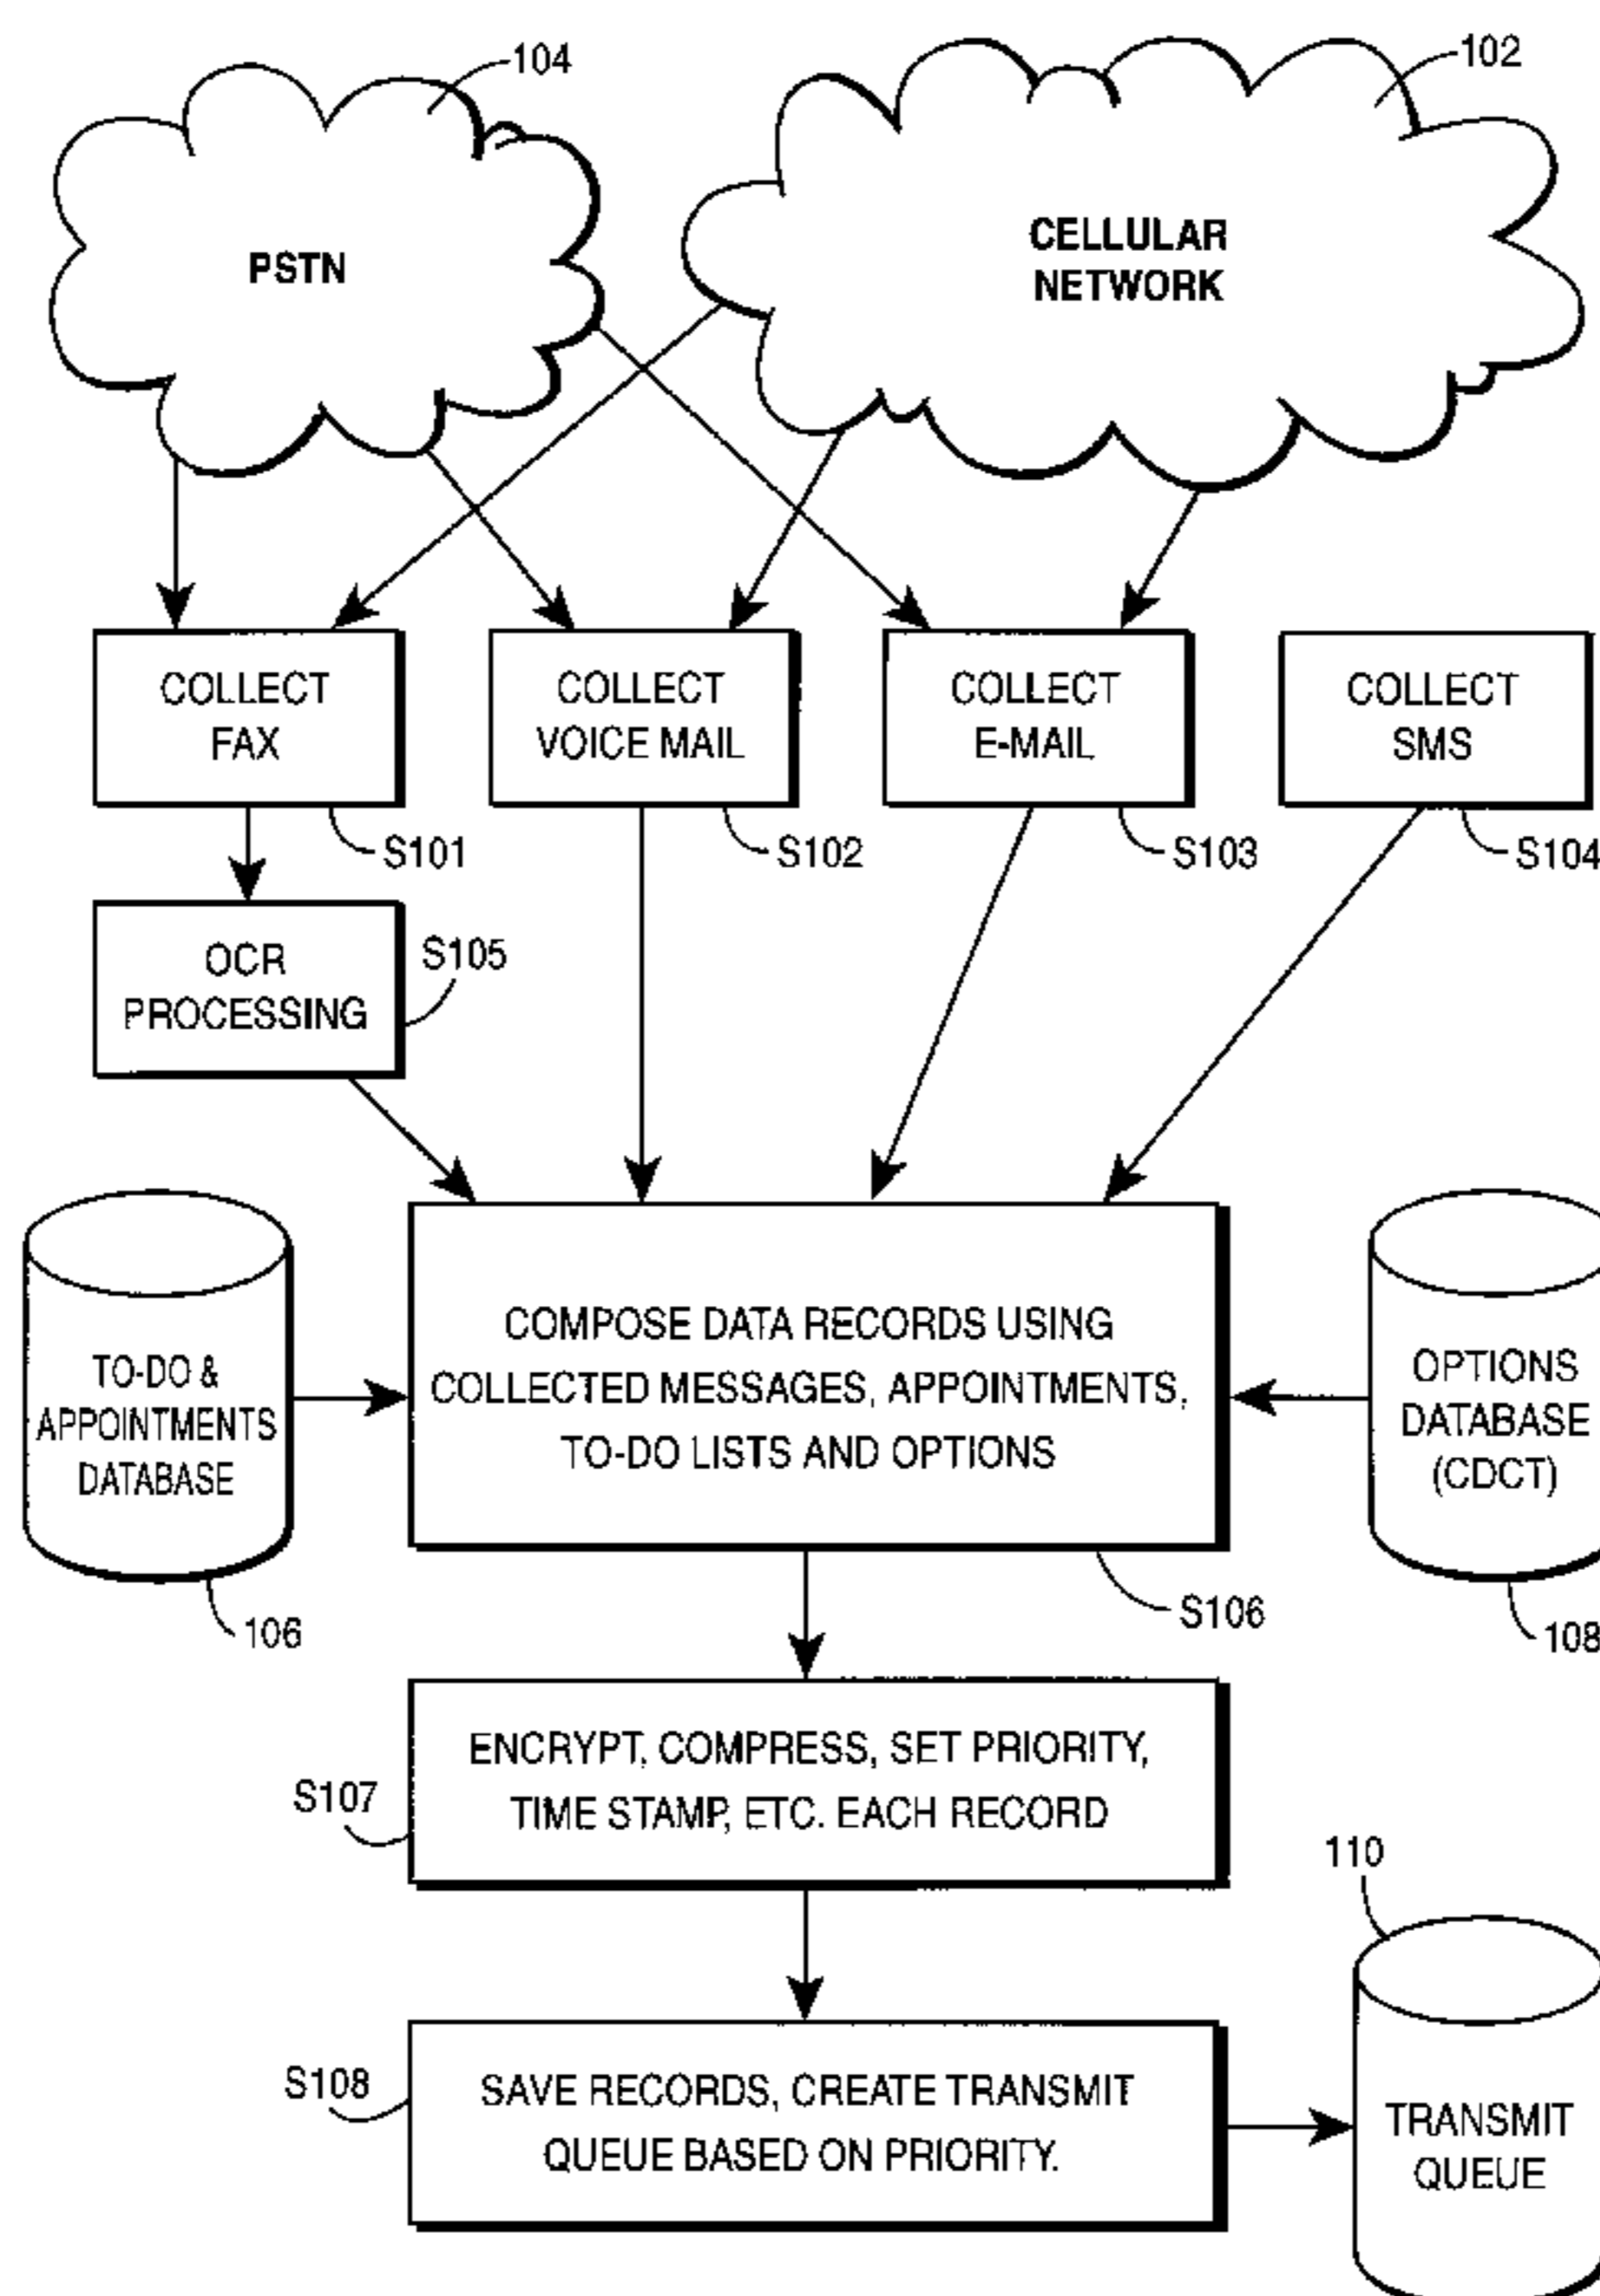 104
102
PSTN
CELLULAR
NETWORK
COLLECT
FAX
COLLECT
VOICE MAIL
COLLECT
E-MAIL
COLLECT
SMS
S101
S102
S103
S104
OCR
PROCESSING
S105
TO-DO &
APPOINTMENTS
DATABASE
COMPOSE DATA RECORDS USING
COLLECTED MESSAGES, APPOINTMENTS,
TO-DO LISTS AND OPTIONS
OPTIONS
DATABASE
(CDCT)
106
S106
108
ENCRYPT, COMPRESS, SET PRIORITY,
TIME STAMP, ETC. EACH RECORD
S107
110
S108
SAVE RECORDS, CREATE TRANSMIT
QUEUE BASED ON PRIORITY.
TRANSMIT
QUEUE